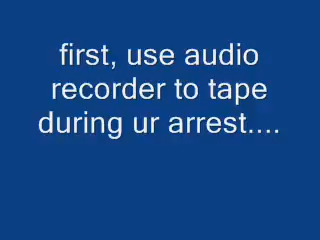 first, use audio
recorder to tape
during ur arrest....